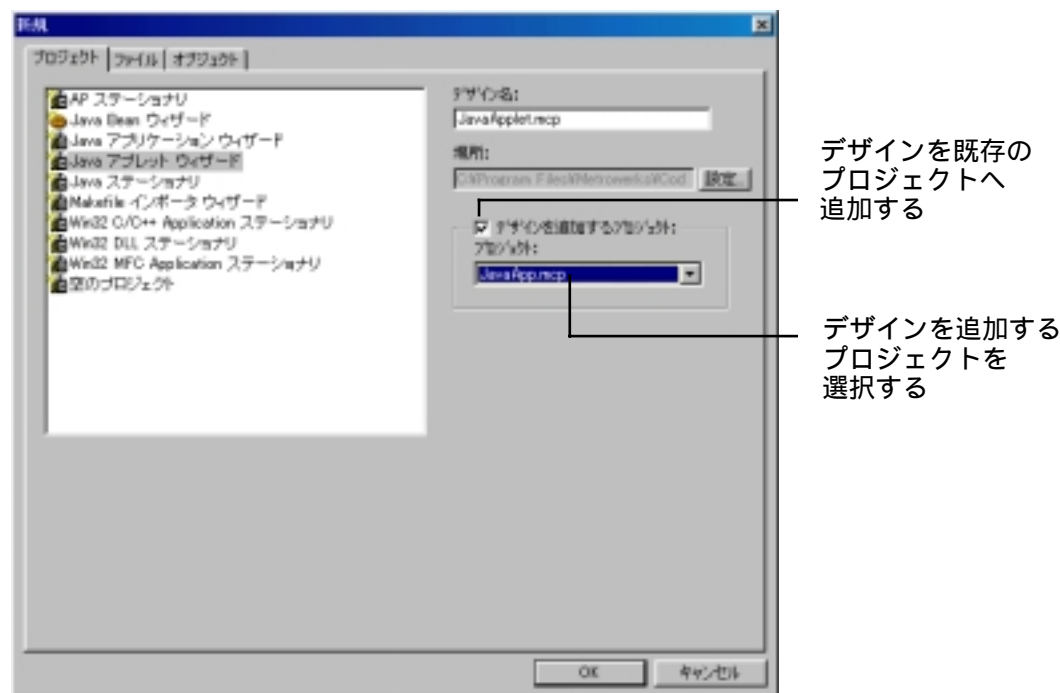 新規
プロジェクト ファイル オブジェクト
AP ステーショナリ
Java Bean ウィザード
Java アプリケーション ウィザード
Java アプレット ウィザード
Java ステーショナリ
Makefile インポータ ウィザード
Win32 C/C++ Application ステーショナリ
Win32 DLL ステーショナリ
Win32 MFC Application ステーショナリ
空のプロジェクト
デザイン名:
JavaApplet.mcp
場所:
C:¥Program Files¥Metrowerks¥Cod
設定...
デザインを追加するプロジェクト:
プロジェクト:
JavaApp.mcp
OK キャンセル
デザインを既存の
プロジェクトへ
追加する
デザインを追加する
プロジェクトを
選択する